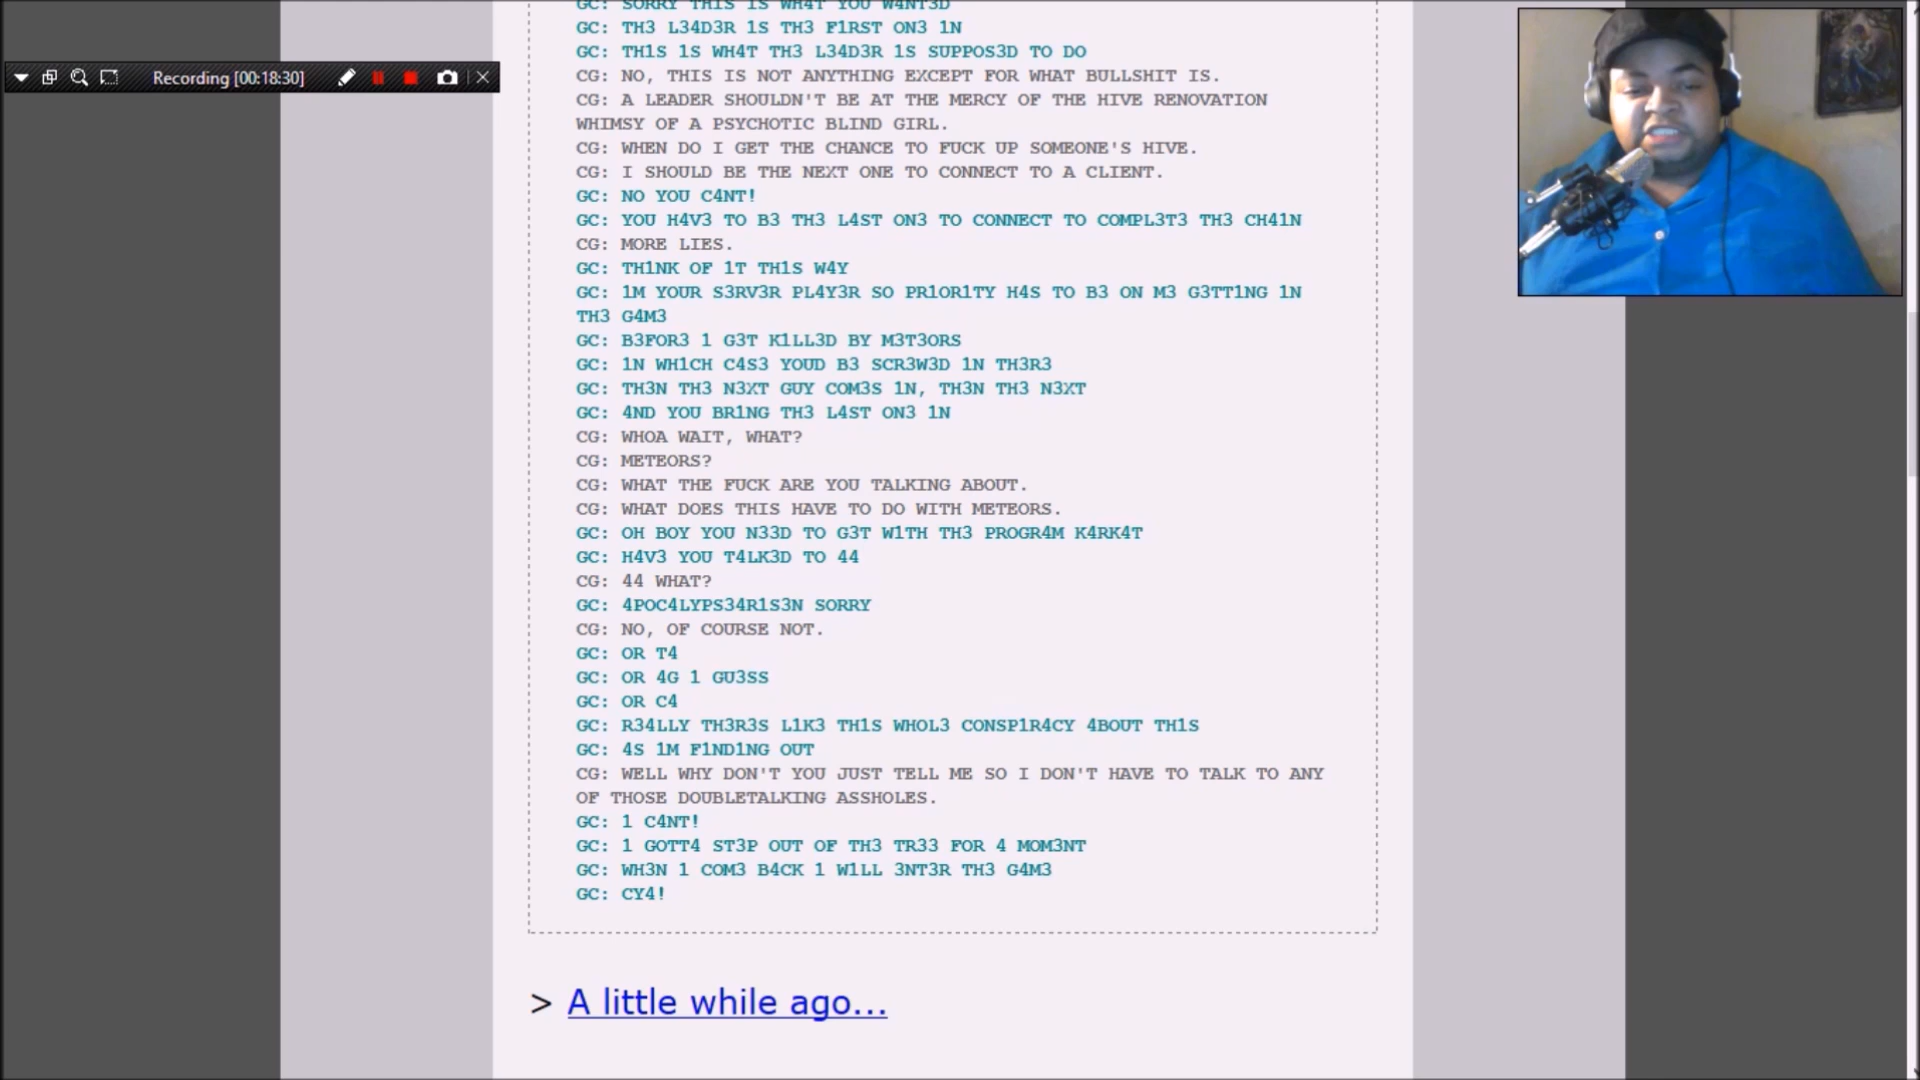 GC: SORRY TH1S 1S WH4T YOU W4NT3D
GC: TH3 L34D3R 1S TH3 F1RST ON3 1N
GC: TH1S 1S WH4T TH3 L34D3R 1S SUPPOS3D TO DO
Recording [00:18:30]
CG: NO, THIS IS NOT ANYTHING EXCEPT FOR WHAT BULLSHIT IS.
CG: A LEADER SHOULDN'T BE AT THE MERCY OF THE HIVE RENOVATION
WHIMSY OF A PSYCHOTIC BLIND GIRL.
CG: WHEN DO I GET THE CHANCE TO FUCK UP SOMEONE'S HIVE.
CG: I SHOULD BE THE NEXT ONE TO CONNECT TO A CLIENT.
GC: NO YOU C4NT!
GC: YOU H4V3 TO B3 TH3 L4ST ON3 TO CONN3CT TO COMPL3T3 TH3 CH41N
CG: MORE LIES.
GC: TH1NK OF 1T TH1S W4Y
GC: 1M YOUR S3RV3R PL4Y3R SO PR1OR1TY H4S TO B3 ON M3 G3TT1NG 1N
TH3 G4M3
GC: B3FOR3 1 G3T K1LL3D BY M3T3ORS
GC: 1N WH1CH C4S3 YOUD B3 SCR3W3D 1N TH3R3
GC: TH3N TH3 N3XT GUY COM3S 1N, TH3N TH3 N3XT
GC: 4ND YOU BR1NG TH3 L4ST ON3 1N
CG: WHOA WAIT, WHAT?
CG: METEORS?
CG: WHAT THE FUCK ARE YOU TALKING ABOUT.
CG: WHAT DOES THIS HAVE TO DO WITH METEORS.
GC: OH BOY YOU N33D TO G3T W1TH TH3 PROGR4M K4RK4T
GC: H4V3 YOU T4LK3D TO 44
CG: 44 WHAT?
GC: 4POC4LYPS34R1S3N SORRY
CG: NO, OF COURSE NOT.
GC: OR T4
GC: OR 4G 1 GU3SS
GC: OR C4
GC: R34LLY TH3R3S L1K3 TH1S WHOL3 CONSP1R4CY 4BOUT TH1S
GC: 4S 1M F1ND1NG OUT
CG: WELL WHY DON'T YOU JUST TELL ME SO I DON'T HAVE TO TALK TO ANY
OF THOSE DOUBLETALKING ASSHOLES.
GC: 1 C4NT!
GC: 1 GOTT4 ST3P OUT OF TH3 TR33 FOR 4 MOM3NT
GC: WH3N 1 COM3 B4CK 1 W1LL 3NT3R TH3 G4M3
GC: CY4!
> A little while ago...